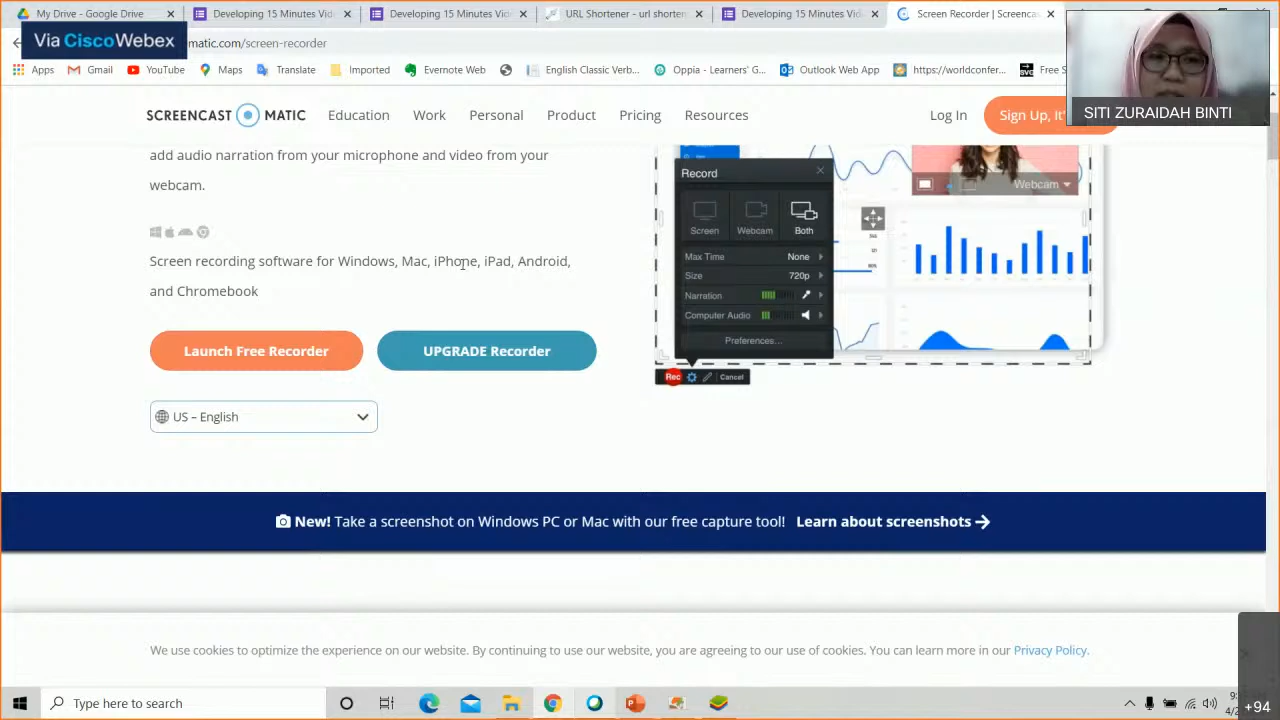 My Drive - Google Drive
Developing 15 Minutes Vid
Developing 15 Minutes Vid
URL Shortener - url shorten
Developing 15 Minutes Vid
Screen Recorder | Screencas
Via CiscoWebex
matic.com/screen-recorder
Apps
Gmail
YouTube
Maps
Translate
Imported
Evernote Web
English Classic Verb...
Oppia - Learners' G...
Outlook Web App
https://worldconfer...
Free S
SITI ZURAIDAH BINTI
SCREENCAST MATIC
Education
Work
Personal
Product
Pricing
Resources
Log In
Sign Up, It'
add audio narration from your microphone and video from your
webcam.
Screen recording software for Windows, Mac, iPhone, iPad, Android,
and Chromebook
Launch Free Recorder
UPGRADE Recorder
US – English
Webcam
Record
Screen
Webcam
Both
Max Time None
Size 720p
Narration
Computer Audio
Preferences...
Rec
Cancel
New! Take a screenshot on Windows PC or Mac with our free capture tool! Learn about screenshots
We use cookies to optimize the experience on our website. By continuing to use our website, you are agreeing to our use of cookies. You can learn more in our Privacy Policy.
Type here to search
+94